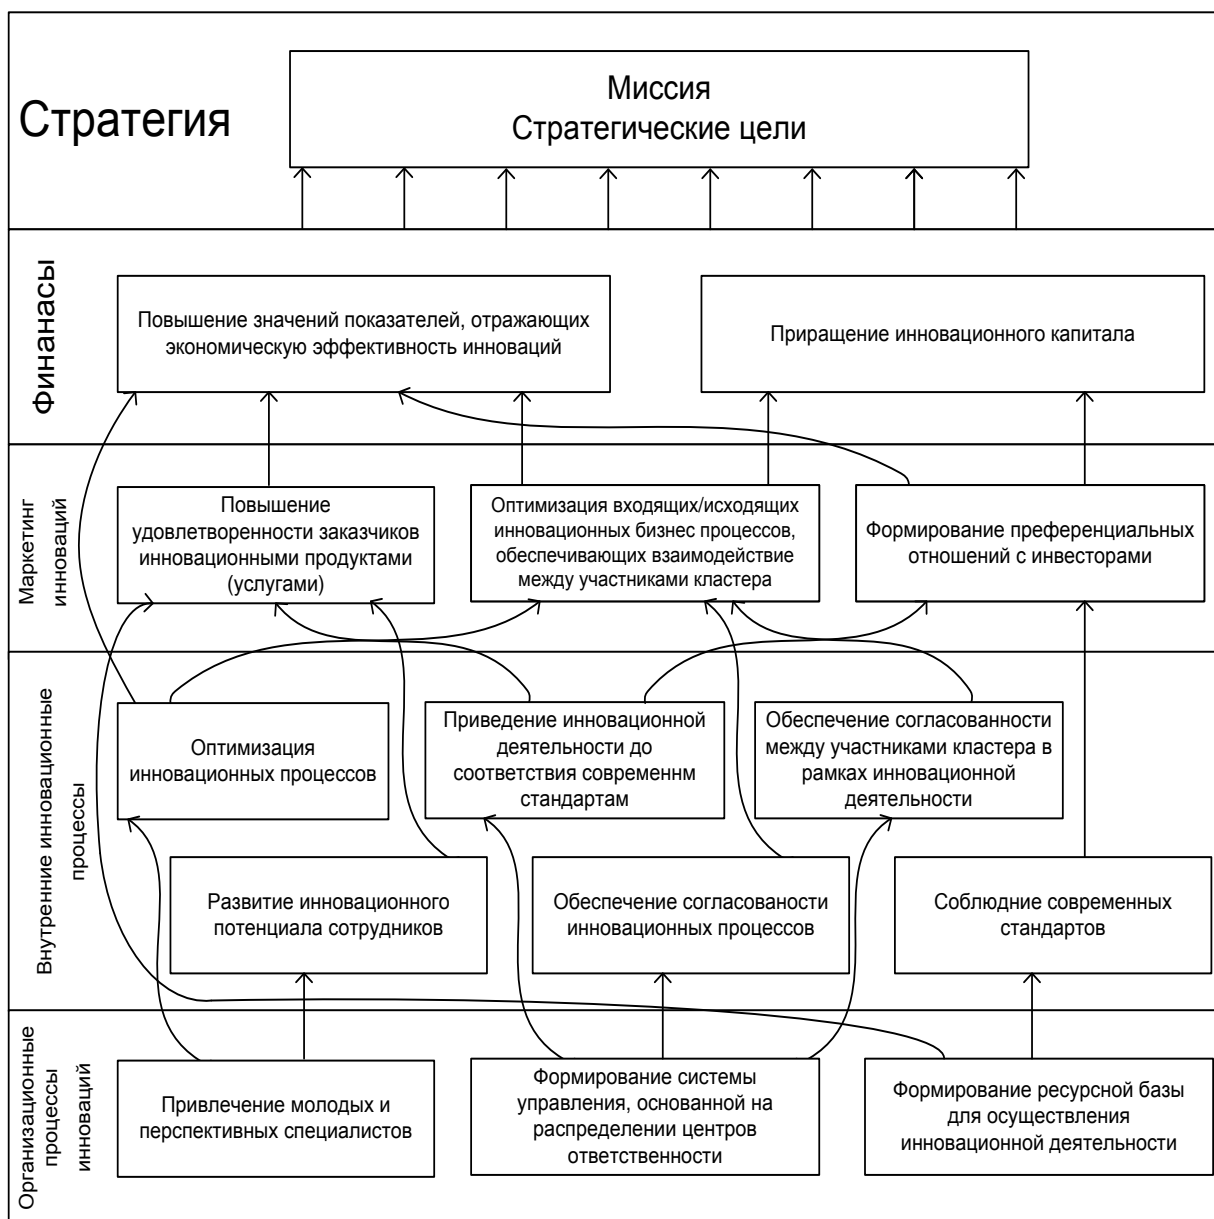 Стратегия
Миссия
Стратегические цели
Финанасы
Повышение значений показателей, отражающих
экономическую эффективность инноваций
Приращение инновационного капитала
Маркетинг
инноваций
Повышение
удовлетворенности заказчиков
инновационными продуктами
(услугами)
Оптимизация входящих/исходящих
инновационных бизнес процессов,
обеспечивающих взаимодействие
между участниками кластера
Формирование преференциальных
отношений с инвесторами
Внутренние инновационные
процессы
Оптимизация
инновационных процессов
Приведение инновационной
деятельности до
соответствия современнм
стандартам
Обеспечение согласованности
между участниками кластера в
рамках инновационной
деятельности
Развитие инновационного
потенциала сотрудников
Обеспечение согласованости
инновационных процессов
Соблюдние современных
стандартов
Организационные
процессы
инноваций
Привлечение молодых и
перспективных специалистов
Формирование системы
управления, основанной на
распределении центров
ответственности
Формирование ресурсной базы
для осуществления
инновационной деятельности